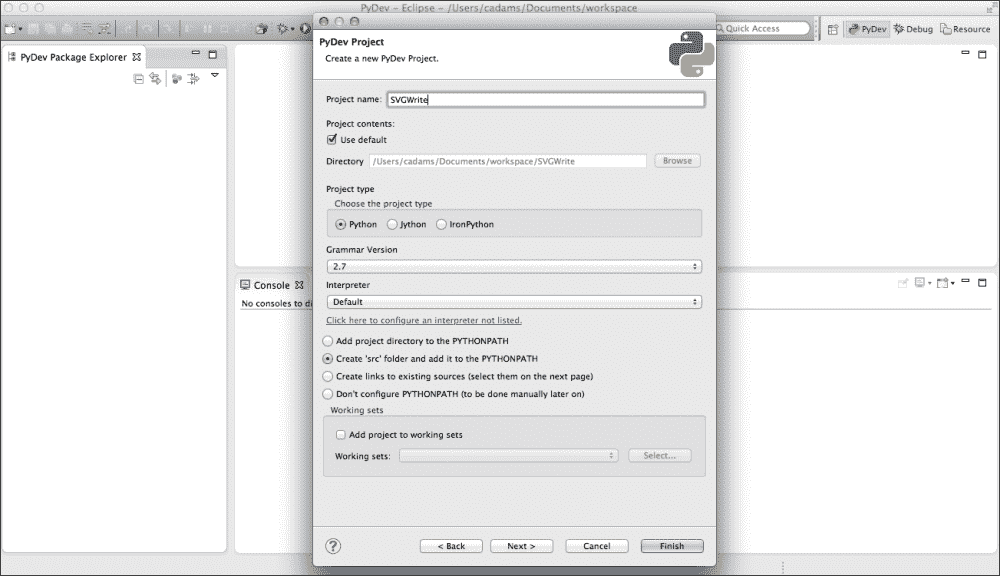 PyDev – Eclipse – /Users/cadams/Documents/workspace
Quick Access
PyDev
Debug
Resource
PyDev Package Explorer
PyDev Project
Create a new PyDev Project.
Project name: SVGWrite
Project contents:
Use default
Directory /Users/cadams/Documents/workspace/SVGWrite Browse
Project type
Choose the project type
Python Jython IronPython
Grammar Version
2.7
Interpreter
Default
Click here to configure an interpreter not listed.
Add project directory to the PYTHONPATH
Create 'src' folder and add it to the PYTHONPATH
Create links to existing sources (select them on the next page)
Don't configure PYTHONPATH (to be done manually later on)
Working sets
Add project to working sets
Working sets: Select...
? < Back Next > Cancel Finish
Console
No consoles to di